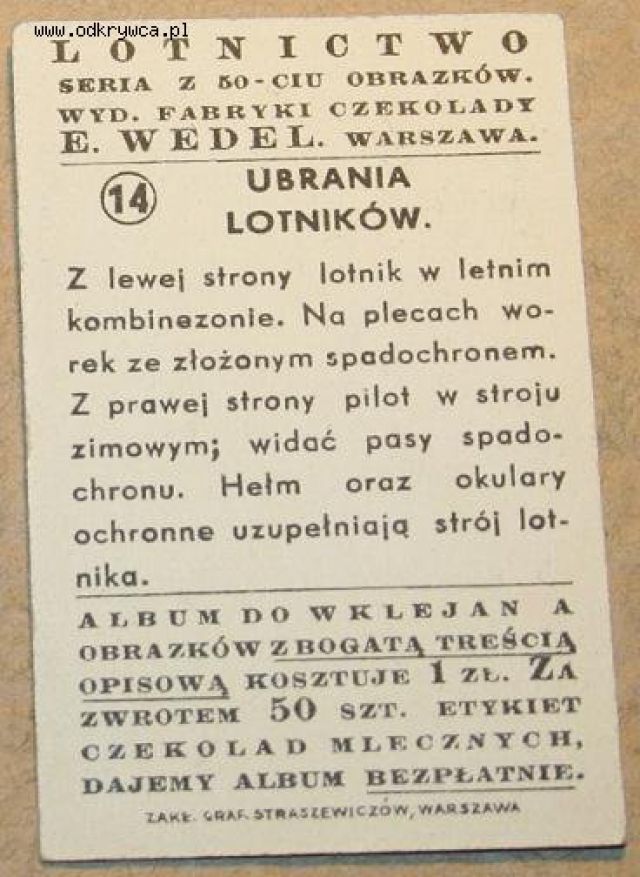 www.odkrywca.pl
LOTNICTWO
SERIA Z 50-CIU OBRAZKÓW.
WYD. FABRYKI CZEKOLADY
E. WEDEL. WARSZAWA.
14 UBRANIA
LOTNIKÓW.
Z lewej strony lotnik w letnim
kombinezonie. Na plecach wo-
rek ze złożonym spadochronem.
Z prawej strony pilot w stroju
zimowym; widać pasy spado-
chronu. Hełm oraz okulary
ochronne uzupełniają strój lot-
nika.
ALBUM DO WKLEJAN A
OBRAZKÓW Z BOGATĄ TREŚCIĄ
OPISOWĄ KOSZTUJE 1 ZŁ. ZA
ZWROTEM 50 SZT. ETYKIET
CZEKOLAD MLECZNYCH,
DAJEMY ALBUM BEZPŁATNIE.
ZAKŁ. GRAF. STRASZEWICZÓW, WARSZAWA